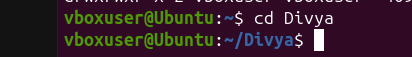 vboxuser@Ubuntu:~$ cd Divya
vboxuser@Ubuntu:~/Divya$